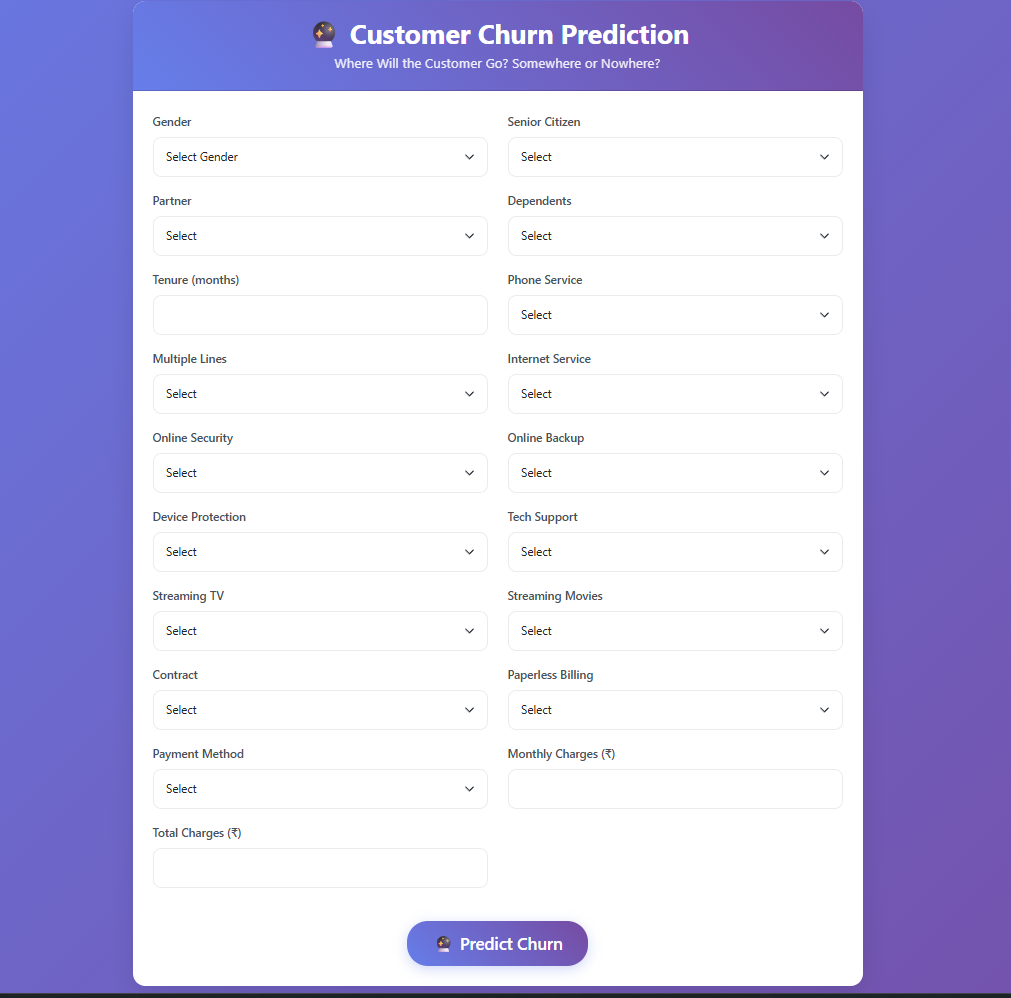 Customer Churn Prediction
Where Will the Customer Go? Somewhere or Nowhere?
Gender
Select Gender
Senior Citizen
Select
Partner
Select
Dependents
Select
Tenure (months)
Phone Service
Select
Multiple Lines
Select
Internet Service
Select
Online Security
Select
Online Backup
Select
Device Protection
Select
Tech Support
Select
Streaming TV
Select
Streaming Movies
Select
Contract
Select
Paperless Billing
Select
Payment Method
Select
Monthly Charges (₹)
Total Charges (₹)
Predict Churn